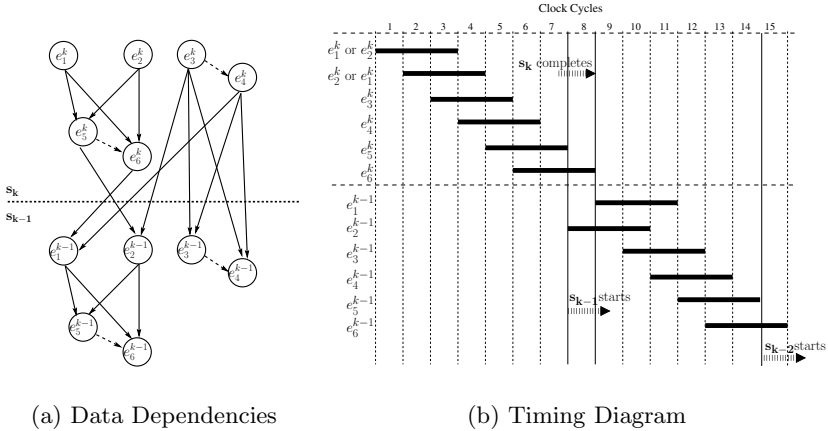 e_1^k
e_2^k
e_3^k
e_4^k
e_5^k
e_6^k
s_k
s_{k-1}
e_1^{k-1}
e_2^{k-1}
e_3^{k-1}
e_4^{k-1}
e_5^{k-1}
e_6^{k-1}
(a) Data Dependencies
Clock Cycles
1 2 3 4 5 6 7 8 9 10 11 12 13 14 15
e_1^k or e_2^k
e_2^k or e_1^k
s_k completes
e_3^k
e_4^k
e_5^k
e_6^k
e_1^{k-1}
e_2^{k-1}
e_3^{k-1}
e_4^{k-1}
s_{k-1} starts
e_5^{k-1}
e_6^{k-1}
s_{k-2} starts
(b) Timing Diagram